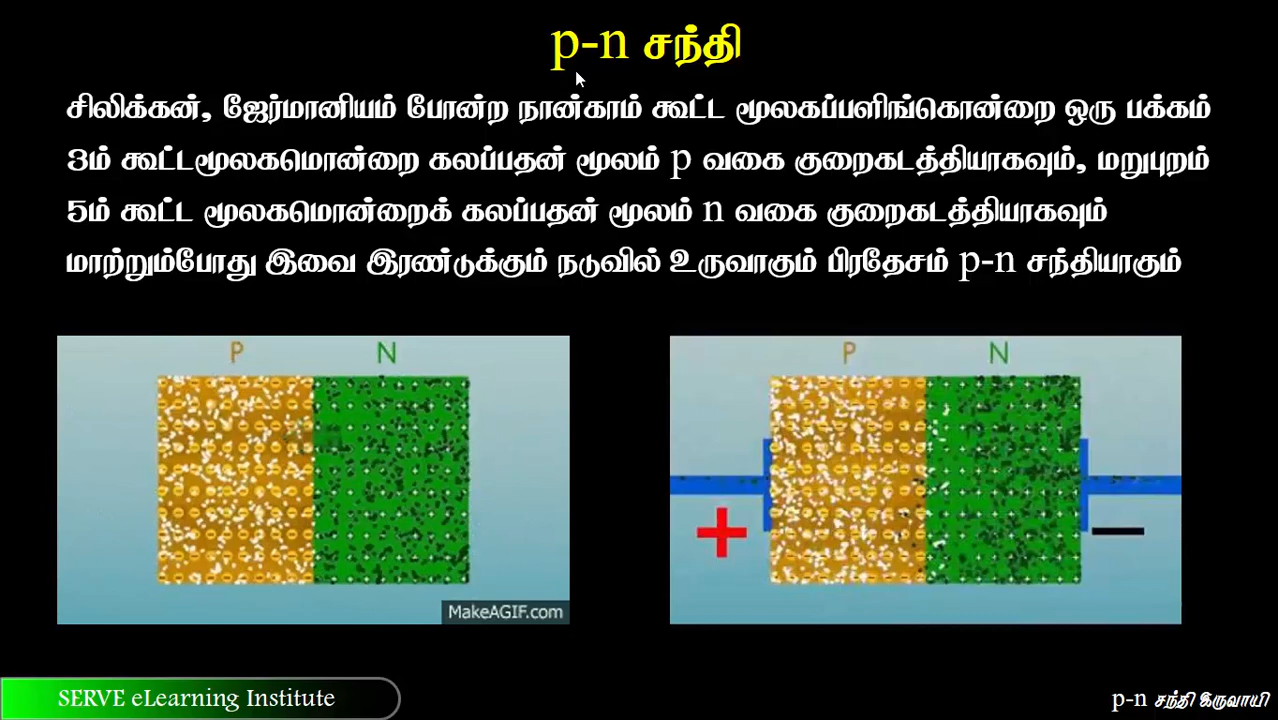 p-n சந்தி
சிலிக்கன், ஜேர்மானியம் போன்ற நான்காம் கூட்ட மூலகப்பளிங்கொன்றை ஒரு பக்கம்
3ம் கூட்டமூலகமொன்றை கலப்பதன் மூலம் p வகை குறைகடத்தியாகவும், மறுபுறம்
5ம் கூட்ட மூலகமொன்றைக் கலப்பதன் மூலம் n வகை குறைகடத்தியாகவும்
மாற்றும்போது இவை இரண்டுக்கும் நடுவில் உருவாகும் பிரதேசம் p-n சந்தியாகும்
P N
P N
+ −
MakeAGIF.com
SERVE eLearning Institute
p-n சந்தி இருவாயி